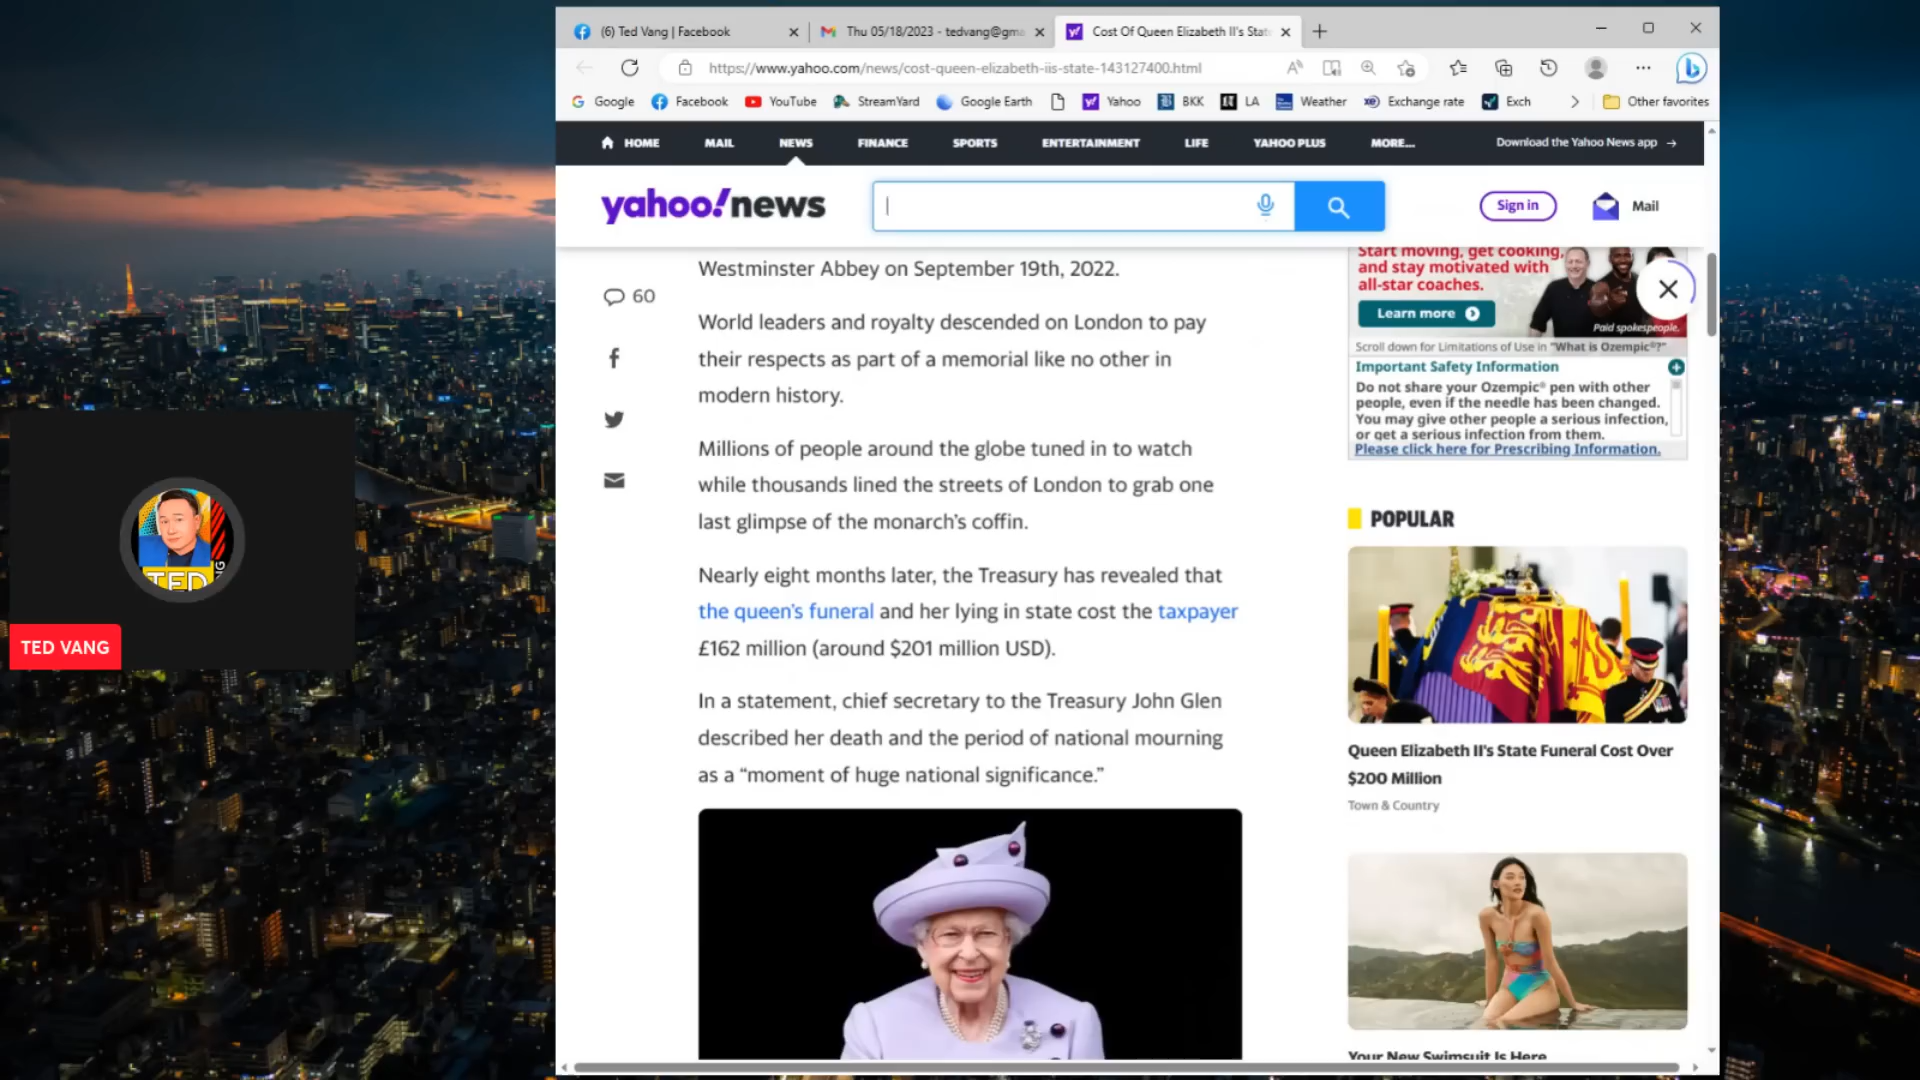 (6) Ted Vang | Facebook
Thu 05/18/2023 - tedvang@gma
Cost Of Queen Elizabeth II's Stat
https://www.yahoo.com/news/cost-queen-elizabeth-iis-state-143127400.html
Google
Facebook
YouTube
StreamYard
Google Earth
Yahoo
BKK
LA
Weather
Exchange rate
Exch
Other favorites
HOME
MAIL
NEWS
FINANCE
SPORTS
ENTERTAINMENT
LIFE
YAHOO PLUS
MORE...
Download the Yahoo News app →
yahoo!news
Sign in
Mail
60
Westminster Abbey on September 19th, 2022.
World leaders and royalty descended on London to pay
their respects as part of a memorial like no other in
modern history.
Millions of people around the globe tuned in to watch
while thousands lined the streets of London to grab one
last glimpse of the monarch's coffin.
Nearly eight months later, the Treasury has revealed that
the queen's funeral and her lying in state cost the taxpayer
£162 million (around $201 million USD).
In a statement, chief secretary to the Treasury John Glen
described her death and the period of national mourning
as a “moment of huge national significance.”
Start moving, get cooking,
and stay motivated with
all-star coaches.
Learn more
Paid spokespeople.
Scroll down for Limitations of Use in "What is Ozempic®?"
Important Safety Information
Do not share your Ozempic® pen with other
people, even if the needle has been changed.
You may give other people a serious infection,
or get a serious infection from them.
Please click here for Prescribing Information.
POPULAR
Queen Elizabeth II's State Funeral Cost Over
$200 Million
Town & Country
Your New Swimsuit Is Here
TED
NG
TED VANG